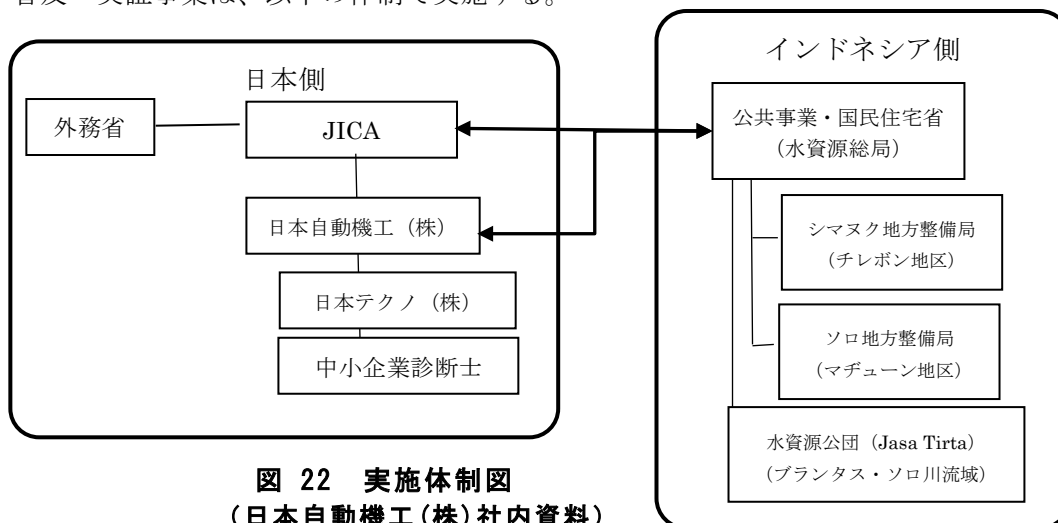 実証事業は、以下の体制で実施する。
日本側
外務省
JICA
日本自動機工（株）
日本テクノ（株）
中小企業診断士
インドネシア側
公共事業・国民住宅省
（水資源総局）
シマヌク地方整備局
（チレボン地区）
ソロ地方整備局
（マヂューン地区）
水資源公団（Jasa Tirta）
（ブランタス・ソロ川流域）
図 22　実施体制図
（日本自動機工(株)社内資料）